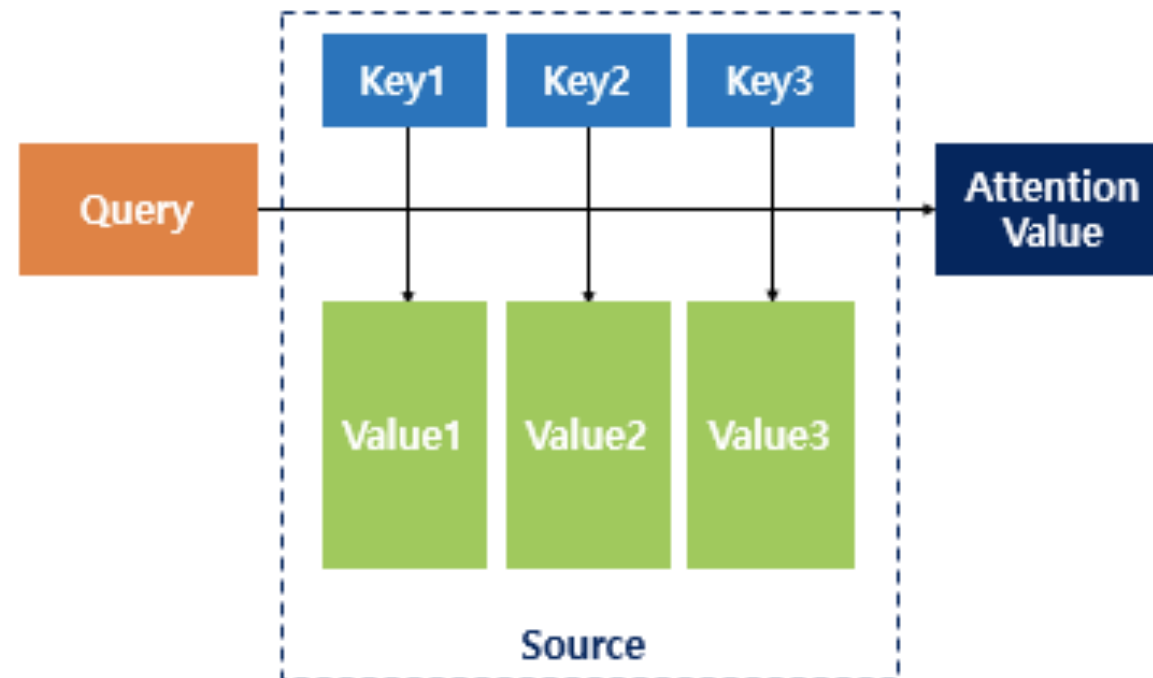 Key1
Key2
Key3
Query
Attention
Value
Value1
Value2
Value3
Source